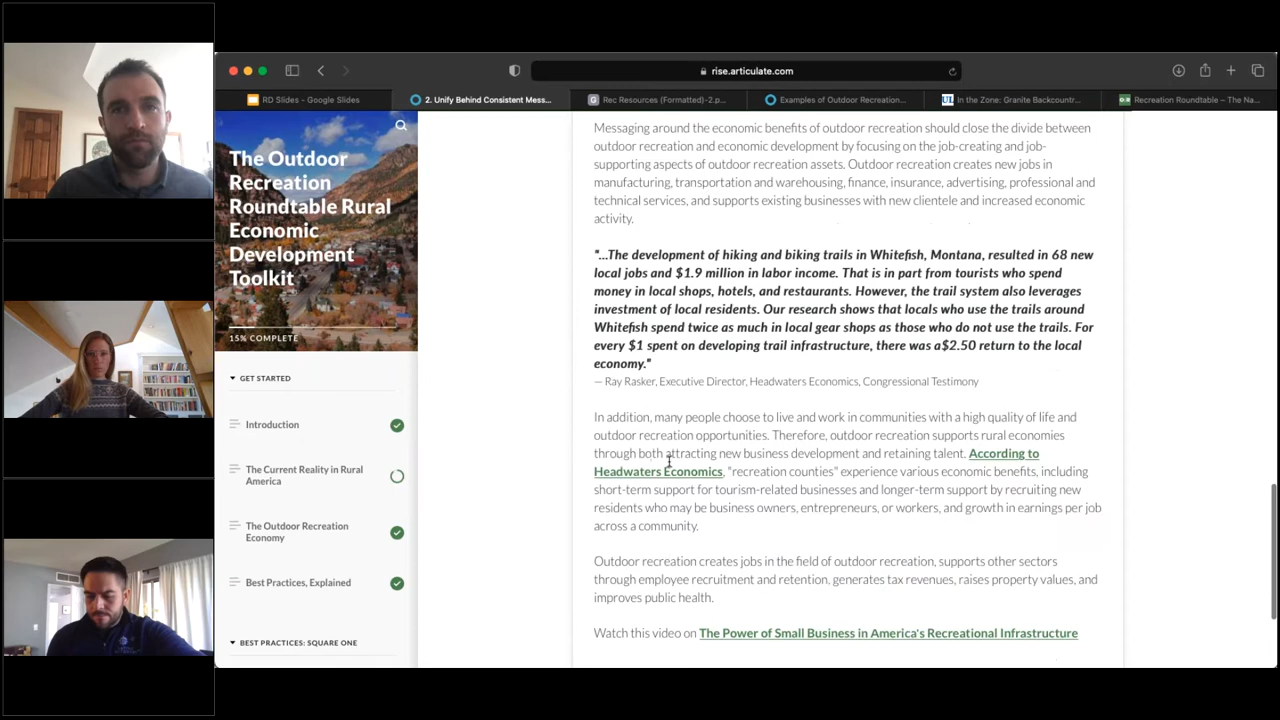 rise.articulate.com
RD Slides - Google Slides
2. Unify Behind Consistent Mess...
G Rec Resources (Formatted)-2.p...
Examples of Outdoor Recreation...
UL In the Zone: Granite Backcountr...
O:R Recreation Roundtable – The Na...
The Outdoor
Recreation
Roundtable Rural
Economic
Development
Toolkit
15% COMPLETE
GET STARTED
Introduction
The Current Reality in Rural
America
The Outdoor Recreation
Economy
Best Practices, Explained
BEST PRACTICES: SQUARE ONE
Messaging around the economic benefits of outdoor recreation should close the divide between
outdoor recreation and economic development by focusing on the job-creating and job-
supporting aspects of outdoor recreation assets. Outdoor recreation creates new jobs in
manufacturing, transportation and warehousing, finance, insurance, advertising, professional and
technical services, and supports existing businesses with new clientele and increased economic
activity.
"...The development of hiking and biking trails in Whitefish, Montana, resulted in 68 new
local jobs and $1.9 million in labor income. That is in part from tourists who spend
money in local shops, hotels, and restaurants. However, the trail system also leverages
investment of local residents. Our research shows that locals who use the trails around
Whitefish spend twice as much in local gear shops as those who do not use the trails. For
every $1 spent on developing trail infrastructure, there was a$2.50 return to the local
economy."
— Ray Rasker, Executive Director, Headwaters Economics, Congressional Testimony
In addition, many people choose to live and work in communities with a high quality of life and
outdoor recreation opportunities. Therefore, outdoor recreation supports rural economies
through both attracting new business development and retaining talent. According to
Headwaters Economics, "recreation counties" experience various economic benefits, including
short-term support for tourism-related businesses and longer-term support by recruiting new
residents who may be business owners, entrepreneurs, or workers, and growth in earnings per job
across a community.
Outdoor recreation creates jobs in the field of outdoor recreation, supports other sectors
through employee recruitment and retention, generates tax revenues, raises property values, and
improves public health.
Watch this video on The Power of Small Business in America's Recreational Infrastructure